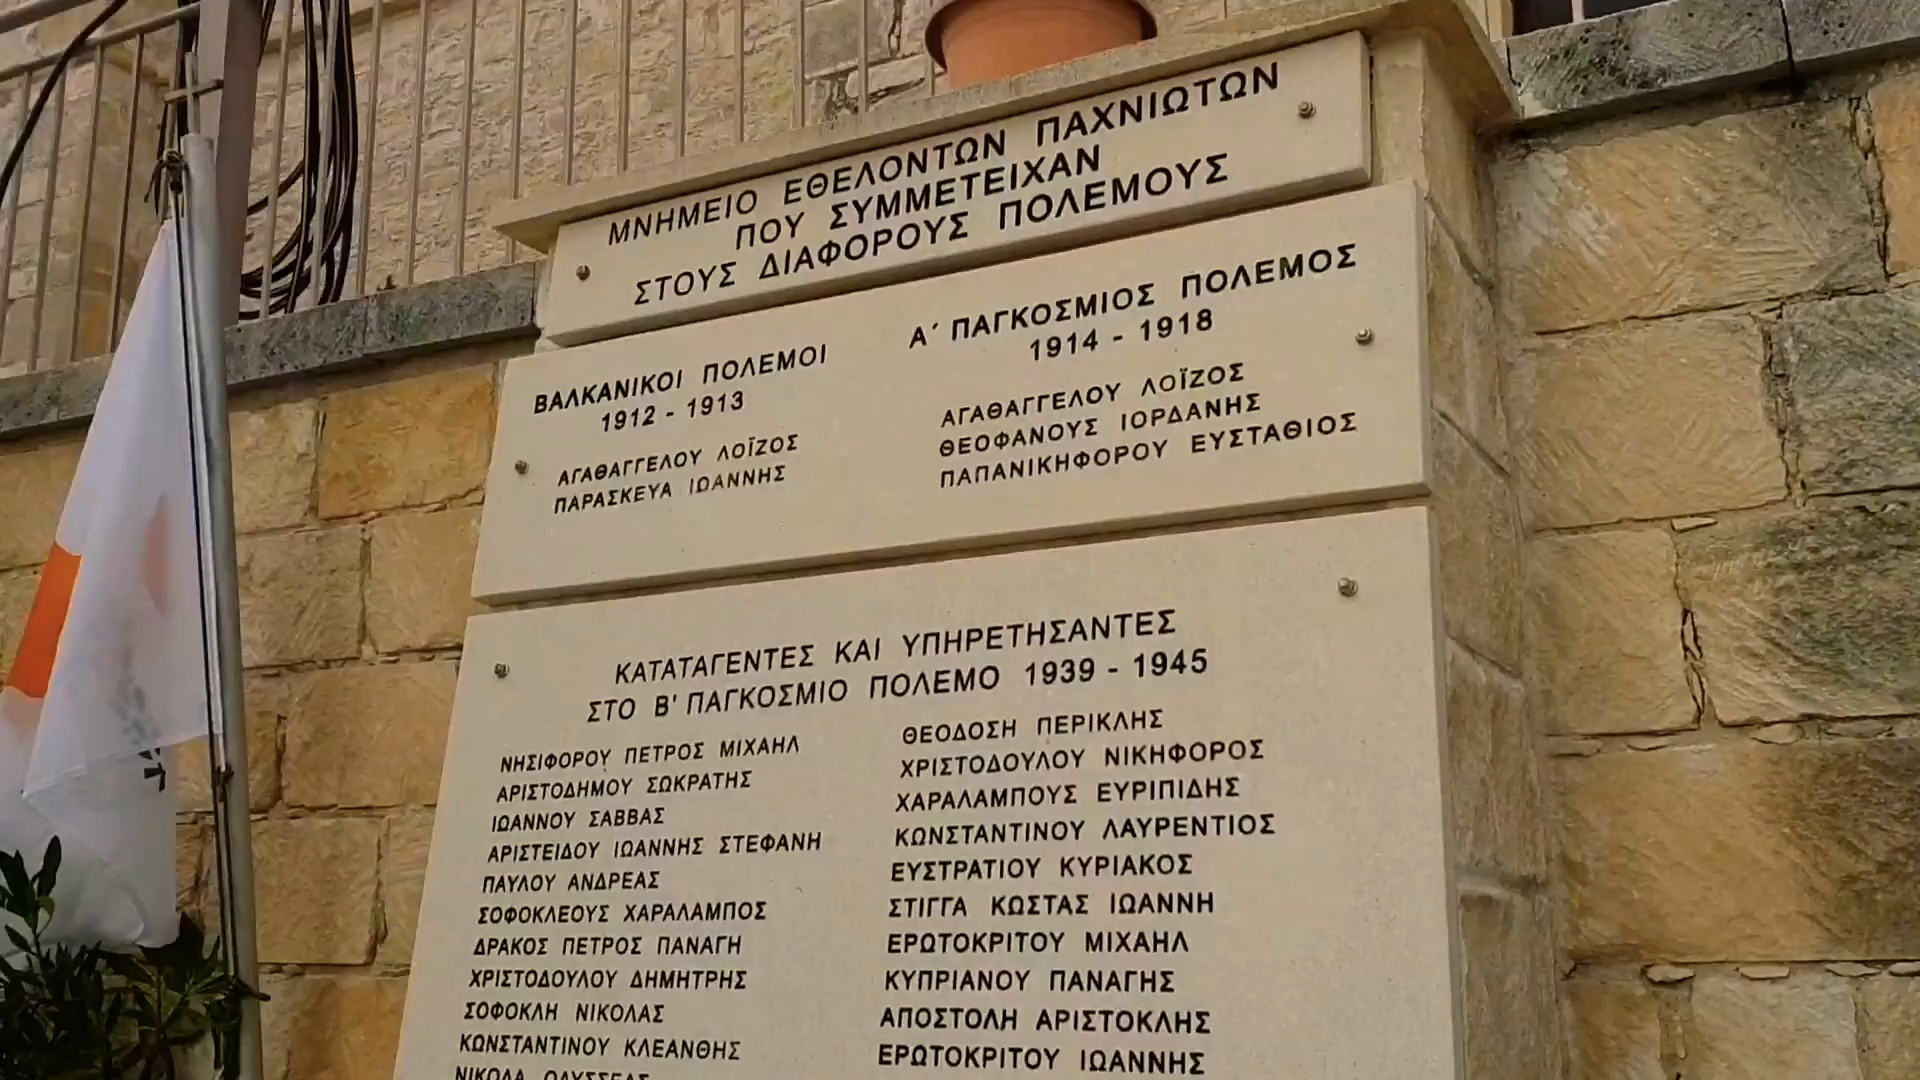 ΜΝΗΜΕΙΟ ΕΘΕΛΟΝΤΩΝ ΠΑΧΝΙΩΤΩΝ
ΠΟΥ ΣΥΜΜΕΤΕΙΧΑΝ
ΣΤΟΥΣ ΔΙΑΦΟΡΟΥΣ ΠΟΛΕΜΟΥΣ
ΒΑΛΚΑΝΙΚΟΙ ΠΟΛΕΜΟΙ
1912 - 1913
ΑΓΑΘΑΓΓΕΛΟΥ ΛΟΪΖΟΣ
ΠΑΡΑΣΚΕΥΑ ΙΩΑΝΝΗΣ
Α΄ ΠΑΓΚΟΣΜΙΟΣ ΠΟΛΕΜΟΣ
1914 - 1918
ΑΓΑΘΑΓΓΕΛΟΥ ΛΟΪΖΟΣ
ΘΕΟΦΑΝΟΥΣ ΙΟΡΔΑΝΗΣ
ΠΑΠΑΝΙΚΗΦΟΡΟΥ ΕΥΣΤΑΘΙΟΣ
ΚΑΤΑΤΑΓΕΝΤΕΣ ΚΑΙ ΥΠΗΡΕΤΗΣΑΝΤΕΣ
ΣΤΟ Β' ΠΑΓΚΟΣΜΙΟ ΠΟΛΕΜΟ 1939 - 1945
ΝΗΣΙΦΟΡΟΥ ΠΕΤΡΟΣ ΜΙΧΑΗΛ
ΑΡΙΣΤΟΔΗΜΟΥ ΣΩΚΡΑΤΗΣ
ΙΩΑΝΝΟΥ ΣΑΒΒΑΣ
ΑΡΙΣΤΕΙΔΟΥ ΙΩΑΝΝΗΣ ΣΤΕΦΑΝΗ
ΠΑΥΛΟΥ ΑΝΔΡΕΑΣ
ΣΟΦΟΚΛΕΟΥΣ ΧΑΡΑΛΑΜΠΟΣ
ΔΡΑΚΟΣ ΠΕΤΡΟΣ ΠΑΝΑΓΗ
ΧΡΙΣΤΟΔΟΥΛΟΥ ΔΗΜΗΤΡΗΣ
ΣΟΦΟΚΛΗ ΝΙΚΟΛΑΣ
ΚΩΝΣΤΑΝΤΙΝΟΥ ΚΛΕΑΝΘΗΣ
ΝΙΚΟΛΑ ΟΔΥΣΣΕΑΣ
ΘΕΟΔΟΣΗ ΠΕΡΙΚΛΗΣ
ΧΡΙΣΤΟΔΟΥΛΟΥ ΝΙΚΗΦΟΡΟΣ
ΧΑΡΑΛΑΜΠΟΥΣ ΕΥΡΙΠΙΔΗΣ
ΚΩΝΣΤΑΝΤΙΝΟΥ ΛΑΥΡΕΝΤΙΟΣ
ΕΥΣΤΡΑΤΙΟΥ ΚΥΡΙΑΚΟΣ
ΣΤΙΓΓΑ ΚΩΣΤΑΣ ΙΩΑΝΝΗ
ΕΡΩΤΟΚΡΙΤΟΥ ΜΙΧΑΗΛ
ΚΥΠΡΙΑΝΟΥ ΠΑΝΑΓΗΣ
ΑΠΟΣΤΟΛΗ ΑΡΙΣΤΟΚΛΗΣ
ΕΡΩΤΟΚΡΙΤΟΥ ΙΩΑΝΝΗΣ